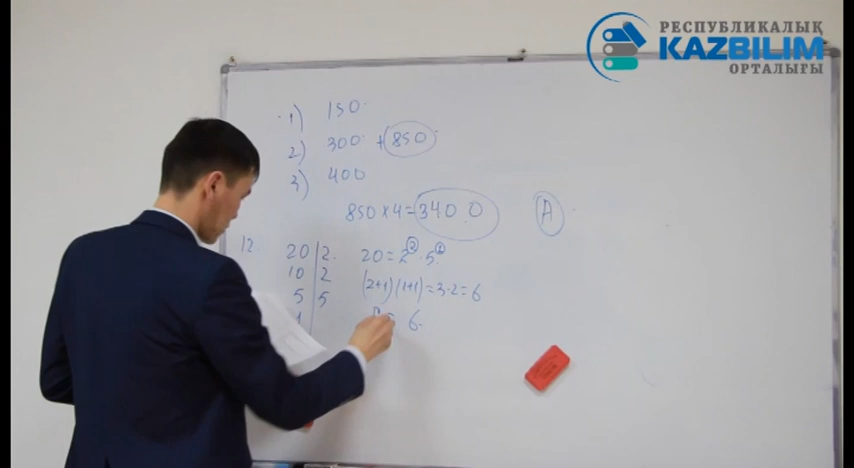 РЕСПУБЛИКАЛЫҚ
KAZBILIM
ОРТАЛЫҒЫ
1) 150
2) 300 + 850
3) 400
850 × 4 = 3400
A
12
20 | 2
10 | 2
5 | 5
1
20 = 2² · 5¹
(2+1)(1+1) = 3·2 = 6
= 6